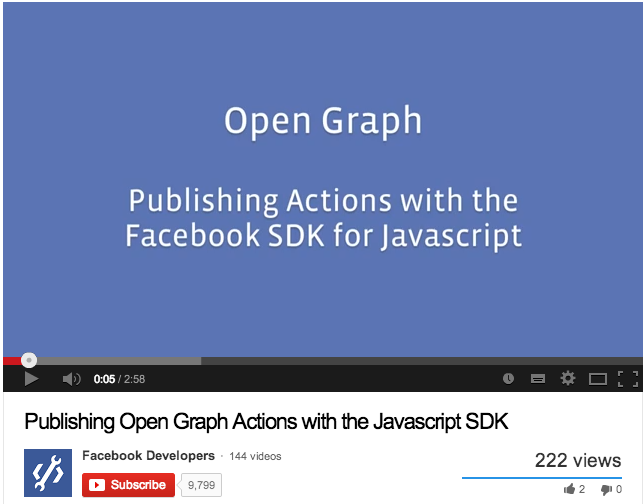 Open Graph
Publishing Actions with the
Facebook SDK for Javascript
0:05 / 2:58
Publishing Open Graph Actions with the Javascript SDK
Facebook Developers · 144 videos
Subscribe 9,799
222 views
2 0